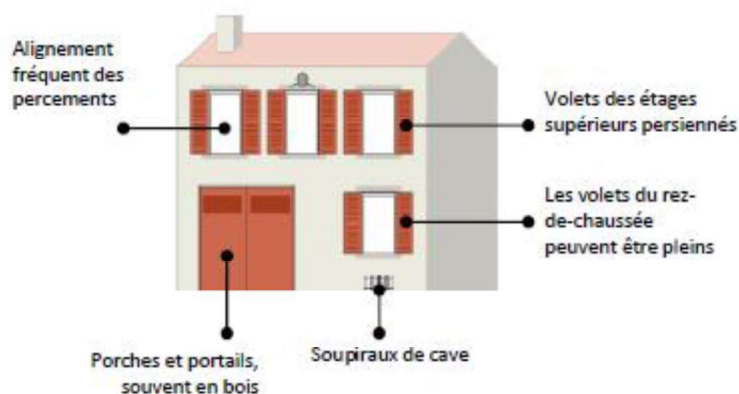 Alignement
fréquent des
percements
Volets des étages
supérieurs persiennés
Les volets du rez-
de-chaussée
peuvent être pleins
Porches et portails,
souvent en bois
Soupiraux de cave